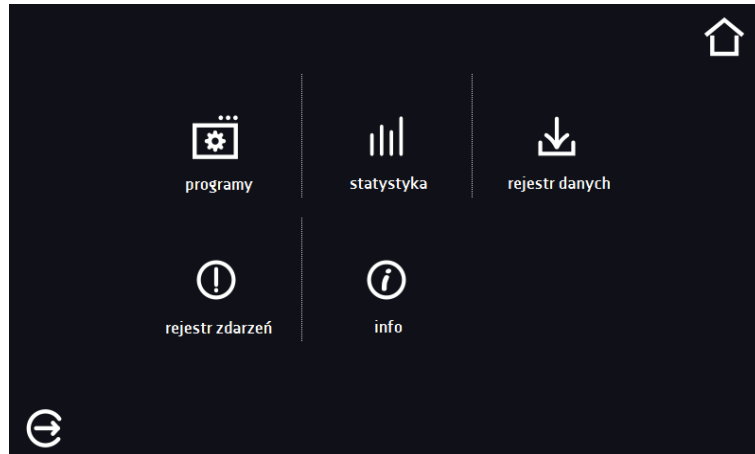 programy
statystyka
rejestr danych
rejestr zdarzeń
info